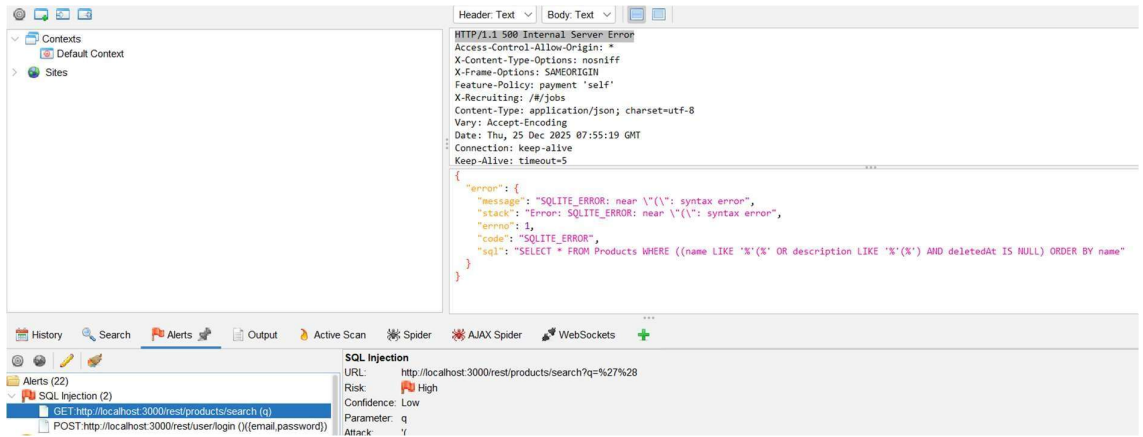 Header: Text Body: Text
Contexts
Default Context
Sites
HTTP/1.1 500 Internal Server Error
Access-Control-Allow-Origin: *
X-Content-Type-Options: nosniff
X-Frame-Options: SAMEORIGIN
Feature-Policy: payment 'self'
X-Recruiting: /#/jobs
Content-Type: application/json; charset=utf-8
Vary: Accept-Encoding
Date: Thu, 25 Dec 2025 07:55:19 GMT
Connection: keep-alive
Keep-Alive: timeout=5
{
"error": {
"message": "SQLITE_ERROR: near \"(\": syntax error",
"stack": "Error: SQLITE_ERROR: near \"(\": syntax error",
"errno": 1,
"code": "SQLITE_ERROR",
"sql": "SELECT * FROM Products WHERE ((name LIKE '%'(%' OR description LIKE '%'(%') AND deletedAt IS NULL) ORDER BY name"
}
}
History Search Alerts Output Active Scan Spider AJAX Spider WebSockets
Alerts (22)
SQL Injection (2)
GET:http://localhost:3000/rest/products/search (q)
POST:http://localhost:3000/rest/user/login ()({email,password})
SQL Injection
URL: http://localhost:3000/rest/products/search?q=%27%28
Risk: High
Confidence: Low
Parameter: q
Attack: '(